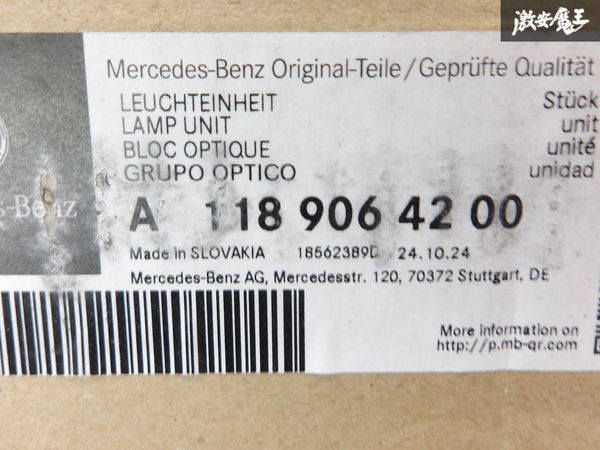 激安魔王
Mercedes-Benz Original-Teile/Geprüfte Qualität
LEUCHTEINHEIT Stück
LAMP UNIT unit
BLOC OPTIQUE unité
GRUPO OPTICO unidad
s-Benz
A 118 906 42 00
Made in SLOVAKIA 18562389D 24.10.24
Mercedes-Benz AG, Mercedesstr. 120, 70372 Stuttgart, DE
More information on
http://p.mb-qr.com